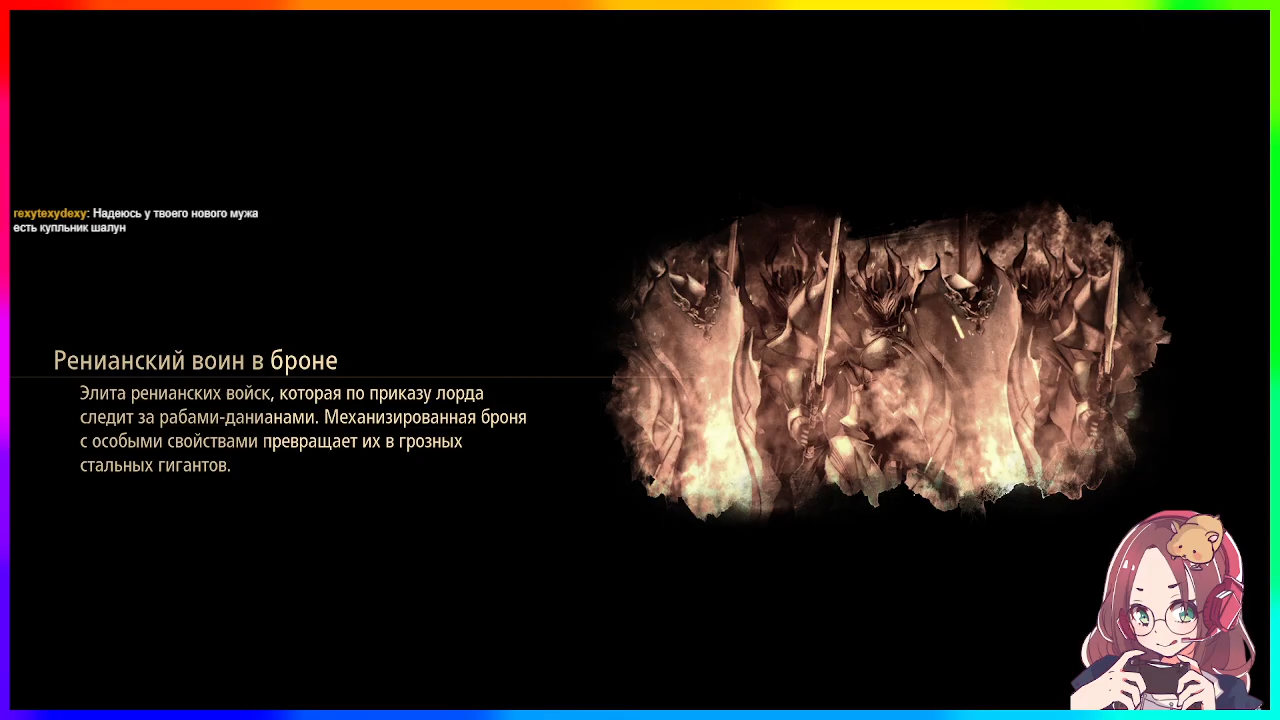 rexytexydexy: Надеюсь у твоего нового мужа
есть купльник шалун
Ренианский воин в броне
Элита ренианских войск, которая по приказу лорда
следит за рабами-данианами. Механизированная броня
с особыми свойствами превращает их в грозных
стальных гигантов.